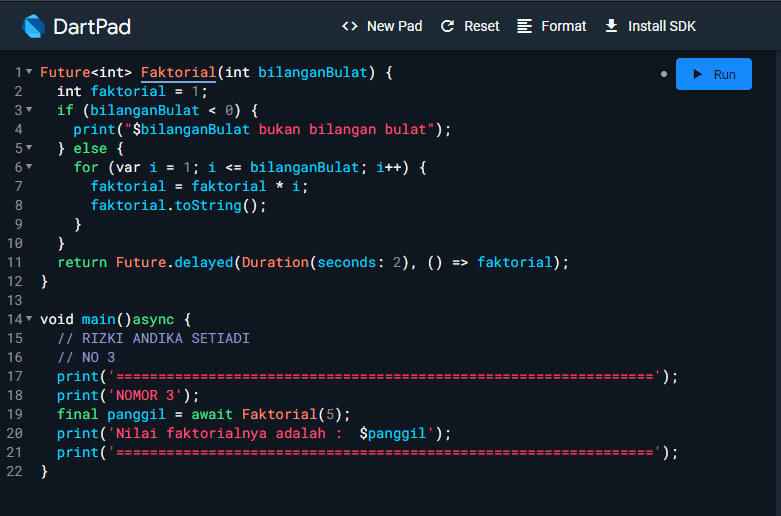 DartPad <> New Pad Reset Format Install SDK
Run
1 Future<int> Faktorial(int bilanganBulat) {
2   int faktorial = 1;
3   if (bilanganBulat < 0) {
4     print("$bilanganBulat bukan bilangan bulat");
5   } else {
6     for (var i = 1; i <= bilanganBulat; i++) {
7       faktorial = faktorial * i;
8       faktorial.toString();
9     }
10   }
11   return Future.delayed(Duration(seconds: 2), () => faktorial);
12 }
13
14 void main()async {
15   // RIZKI ANDIKA SETIADI
16   // NO 3
17   print('================================================================');
18   print('NOMOR 3');
19   final panggil = await Faktorial(5);
20   print('Nilai faktorialnya adalah :  $panggil');
21   print('================================================================');
22 }